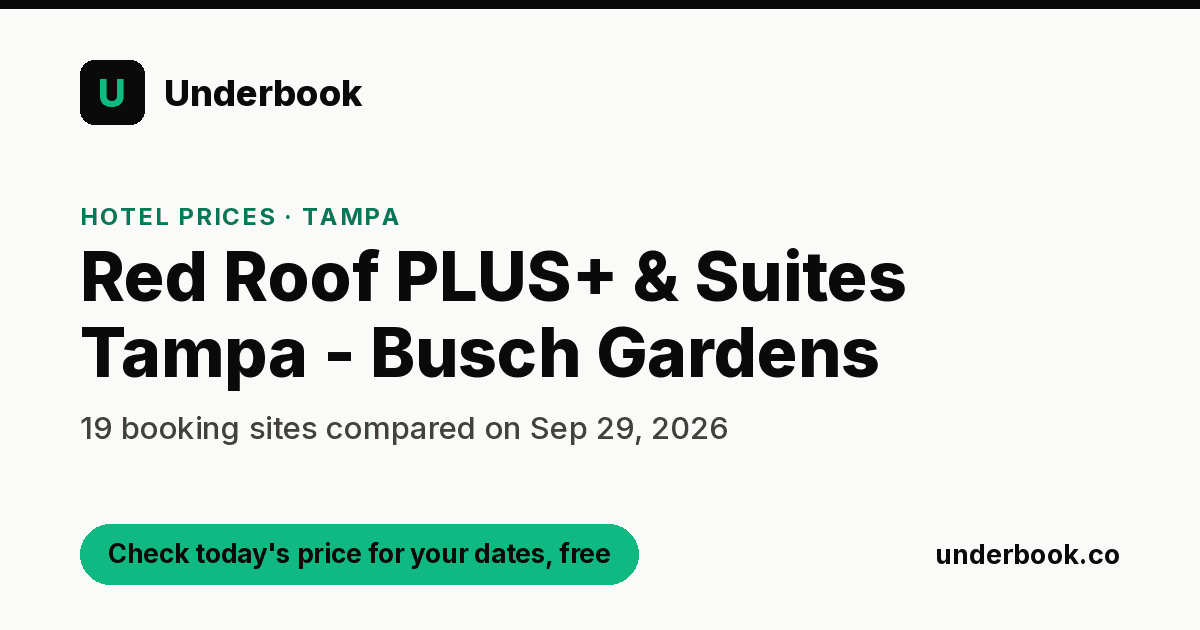 U Underbook
HOTEL PRICES · TAMPA
Red Roof PLUS+ & Suites
Tampa - Busch Gardens
19 booking sites compared on Sep 29, 2026
Check today's price for your dates, free
underbook.co